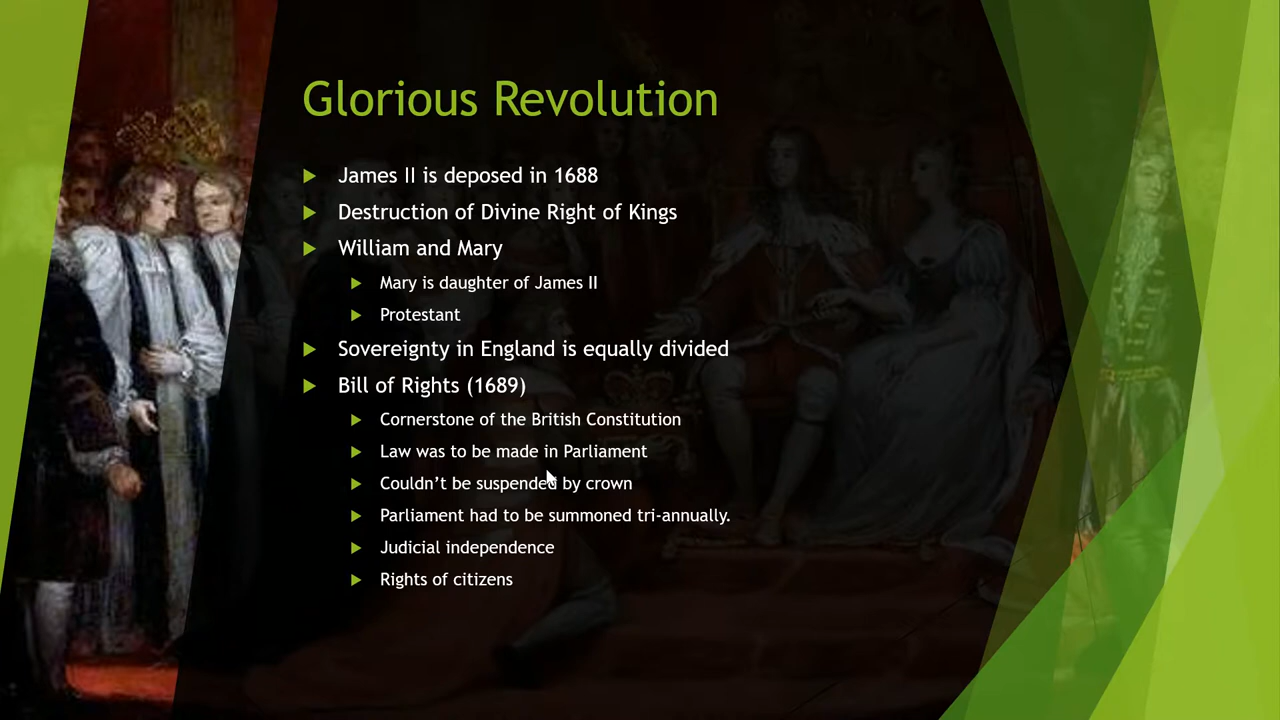 Glorious Revolution
James II is deposed in 1688
Destruction of Divine Right of Kings
William and Mary
Mary is daughter of James II
Protestant
Sovereignty in England is equally divided
Bill of Rights (1689)
Cornerstone of the British Constitution
Law was to be made in Parliament
Couldn't be suspended by crown
Parliament had to be summoned tri-annually.
Judicial independence
Rights of citizens